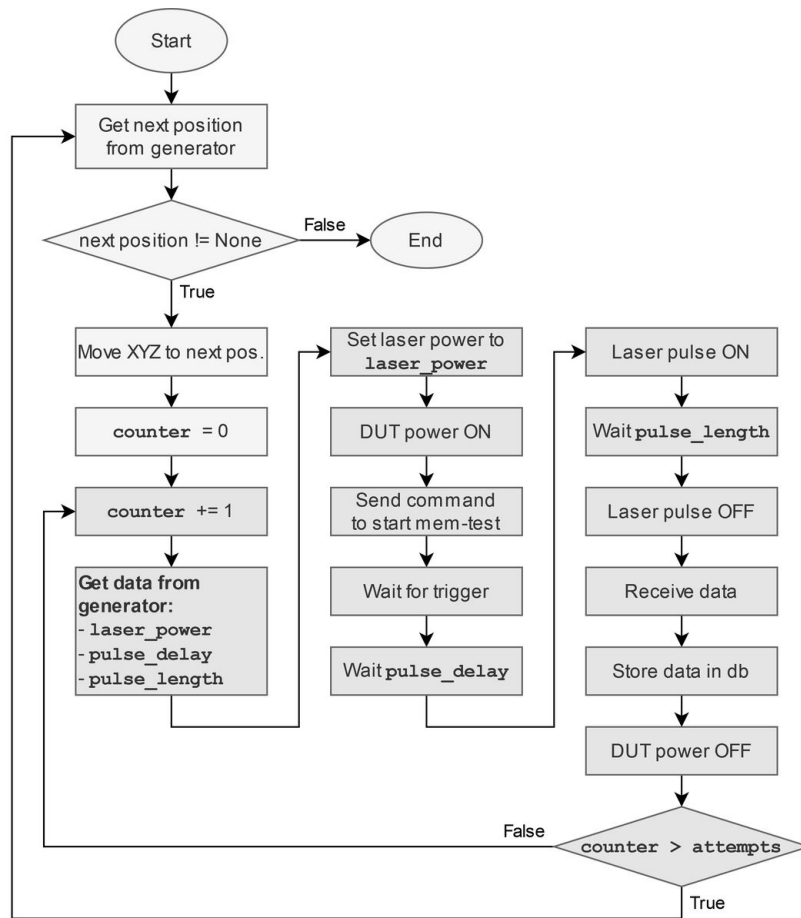 Start
Get next position
from generator
next position != None
False
End
True
Move XYZ to next pos.
counter = 0
counter += 1
Get data from
generator:
- laser_power
- pulse_delay
- pulse_length
Set laser power to
laser_power
DUT power ON
Send command
to start mem-test
Wait for trigger
Wait pulse_delay
Laser pulse ON
Wait pulse_length
Laser pulse OFF
Receive data
Store data in db
DUT power OFF
counter > attempts
False
True